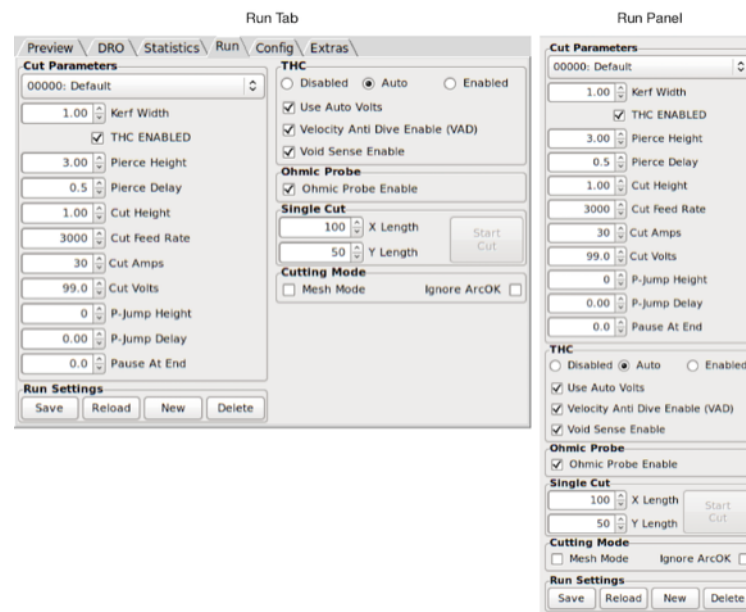 Run Tab
Preview DRO Statistics Run Config Extras
Cut Parameters
00000: Default
1.00 Kerf Width
THC ENABLED
3.00 Pierce Height
0.5 Pierce Delay
1.00 Cut Height
3000 Cut Feed Rate
30 Cut Amps
99.0 Cut Volts
0 P-Jump Height
0.00 P-Jump Delay
0.0 Pause At End
Run Settings
Save Reload New Delete
THC
Disabled Auto Enabled
Use Auto Volts
Velocity Anti Dive Enable (VAD)
Void Sense Enable
Ohmic Probe
Ohmic Probe Enable
Single Cut
100 X Length
50 Y Length
Start
Cut
Cutting Mode
Mesh Mode Ignore ArcOK
Run Panel
Cut Parameters
00000: Default
1.00 Kerf Width
THC ENABLED
3.00 Pierce Height
0.5 Pierce Delay
1.00 Cut Height
3000 Cut Feed Rate
30 Cut Amps
99.0 Cut Volts
0 P-Jump Height
0.00 P-Jump Delay
0.0 Pause At End
THC
Disabled Auto Enabled
Use Auto Volts
Velocity Anti Dive Enable (VAD)
Void Sense Enable
Ohmic Probe
Ohmic Probe Enable
Single Cut
100 X Length
50 Y Length
Start
Cut
Cutting Mode
Mesh Mode Ignore ArcOK
Run Settings
Save Reload New Delete